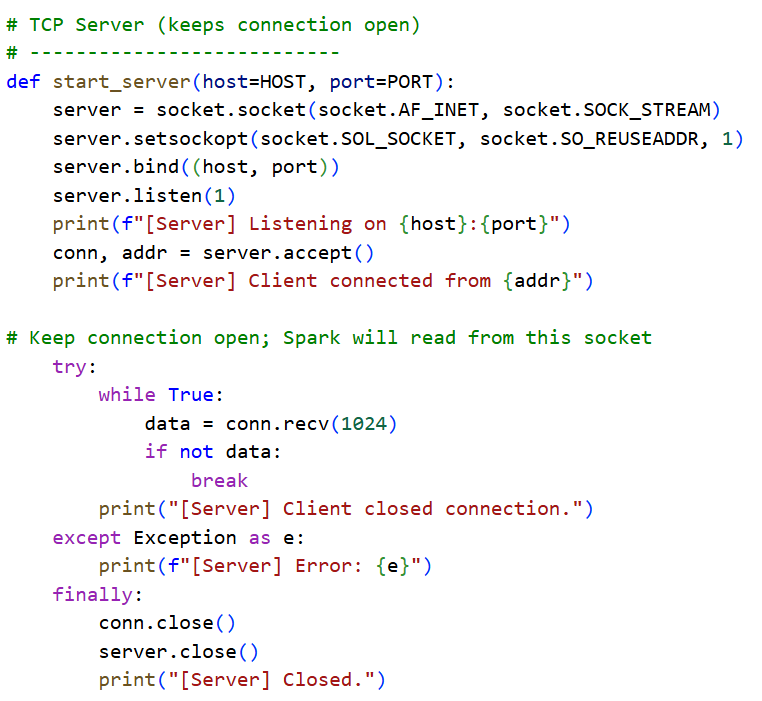 # TCP Server (keeps connection open)
# ---------------------------
def start_server(host=HOST, port=PORT):
    server = socket.socket(socket.AF_INET, socket.SOCK_STREAM)
    server.setsockopt(socket.SOL_SOCKET, socket.SO_REUSEADDR, 1)
    server.bind((host, port))
    server.listen(1)
    print(f"[Server] Listening on {host}:{port}")
    conn, addr = server.accept()
    print(f"[Server] Client connected from {addr}")

# Keep connection open; Spark will read from this socket
    try:
        while True:
            data = conn.recv(1024)
            if not data:
                break
        print("[Server] Client closed connection.")
    except Exception as e:
        print(f"[Server] Error: {e}")
    finally:
        conn.close()
        server.close()
        print("[Server] Closed.")